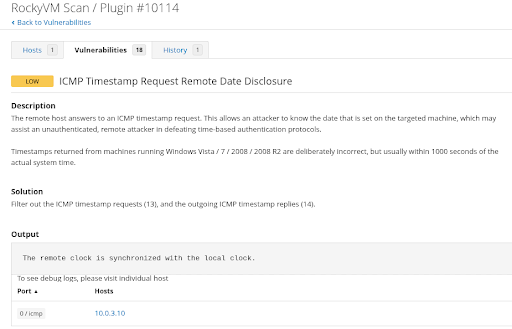 RockyVM Scan / Plugin #10114
‹ Back to Vulnerabilities
Hosts 1 Vulnerabilities 18 History 1
LOW ICMP Timestamp Request Remote Date Disclosure
Description
The remote host answers to an ICMP timestamp request. This allows an attacker to know the date that is set on the targeted machine, which may
assist an unauthenticated, remote attacker in defeating time-based authentication protocols.
Timestamps returned from machines running Windows Vista / 7 / 2008 / 2008 R2 are deliberately incorrect, but usually within 1000 seconds of the
actual system time.
Solution
Filter out the ICMP timestamp requests (13), and the outgoing ICMP timestamp replies (14).
Output
The remote clock is synchronized with the local clock.
To see debug logs, please visit individual host
Port ▲ Hosts
0 / icmp 10.0.3.10